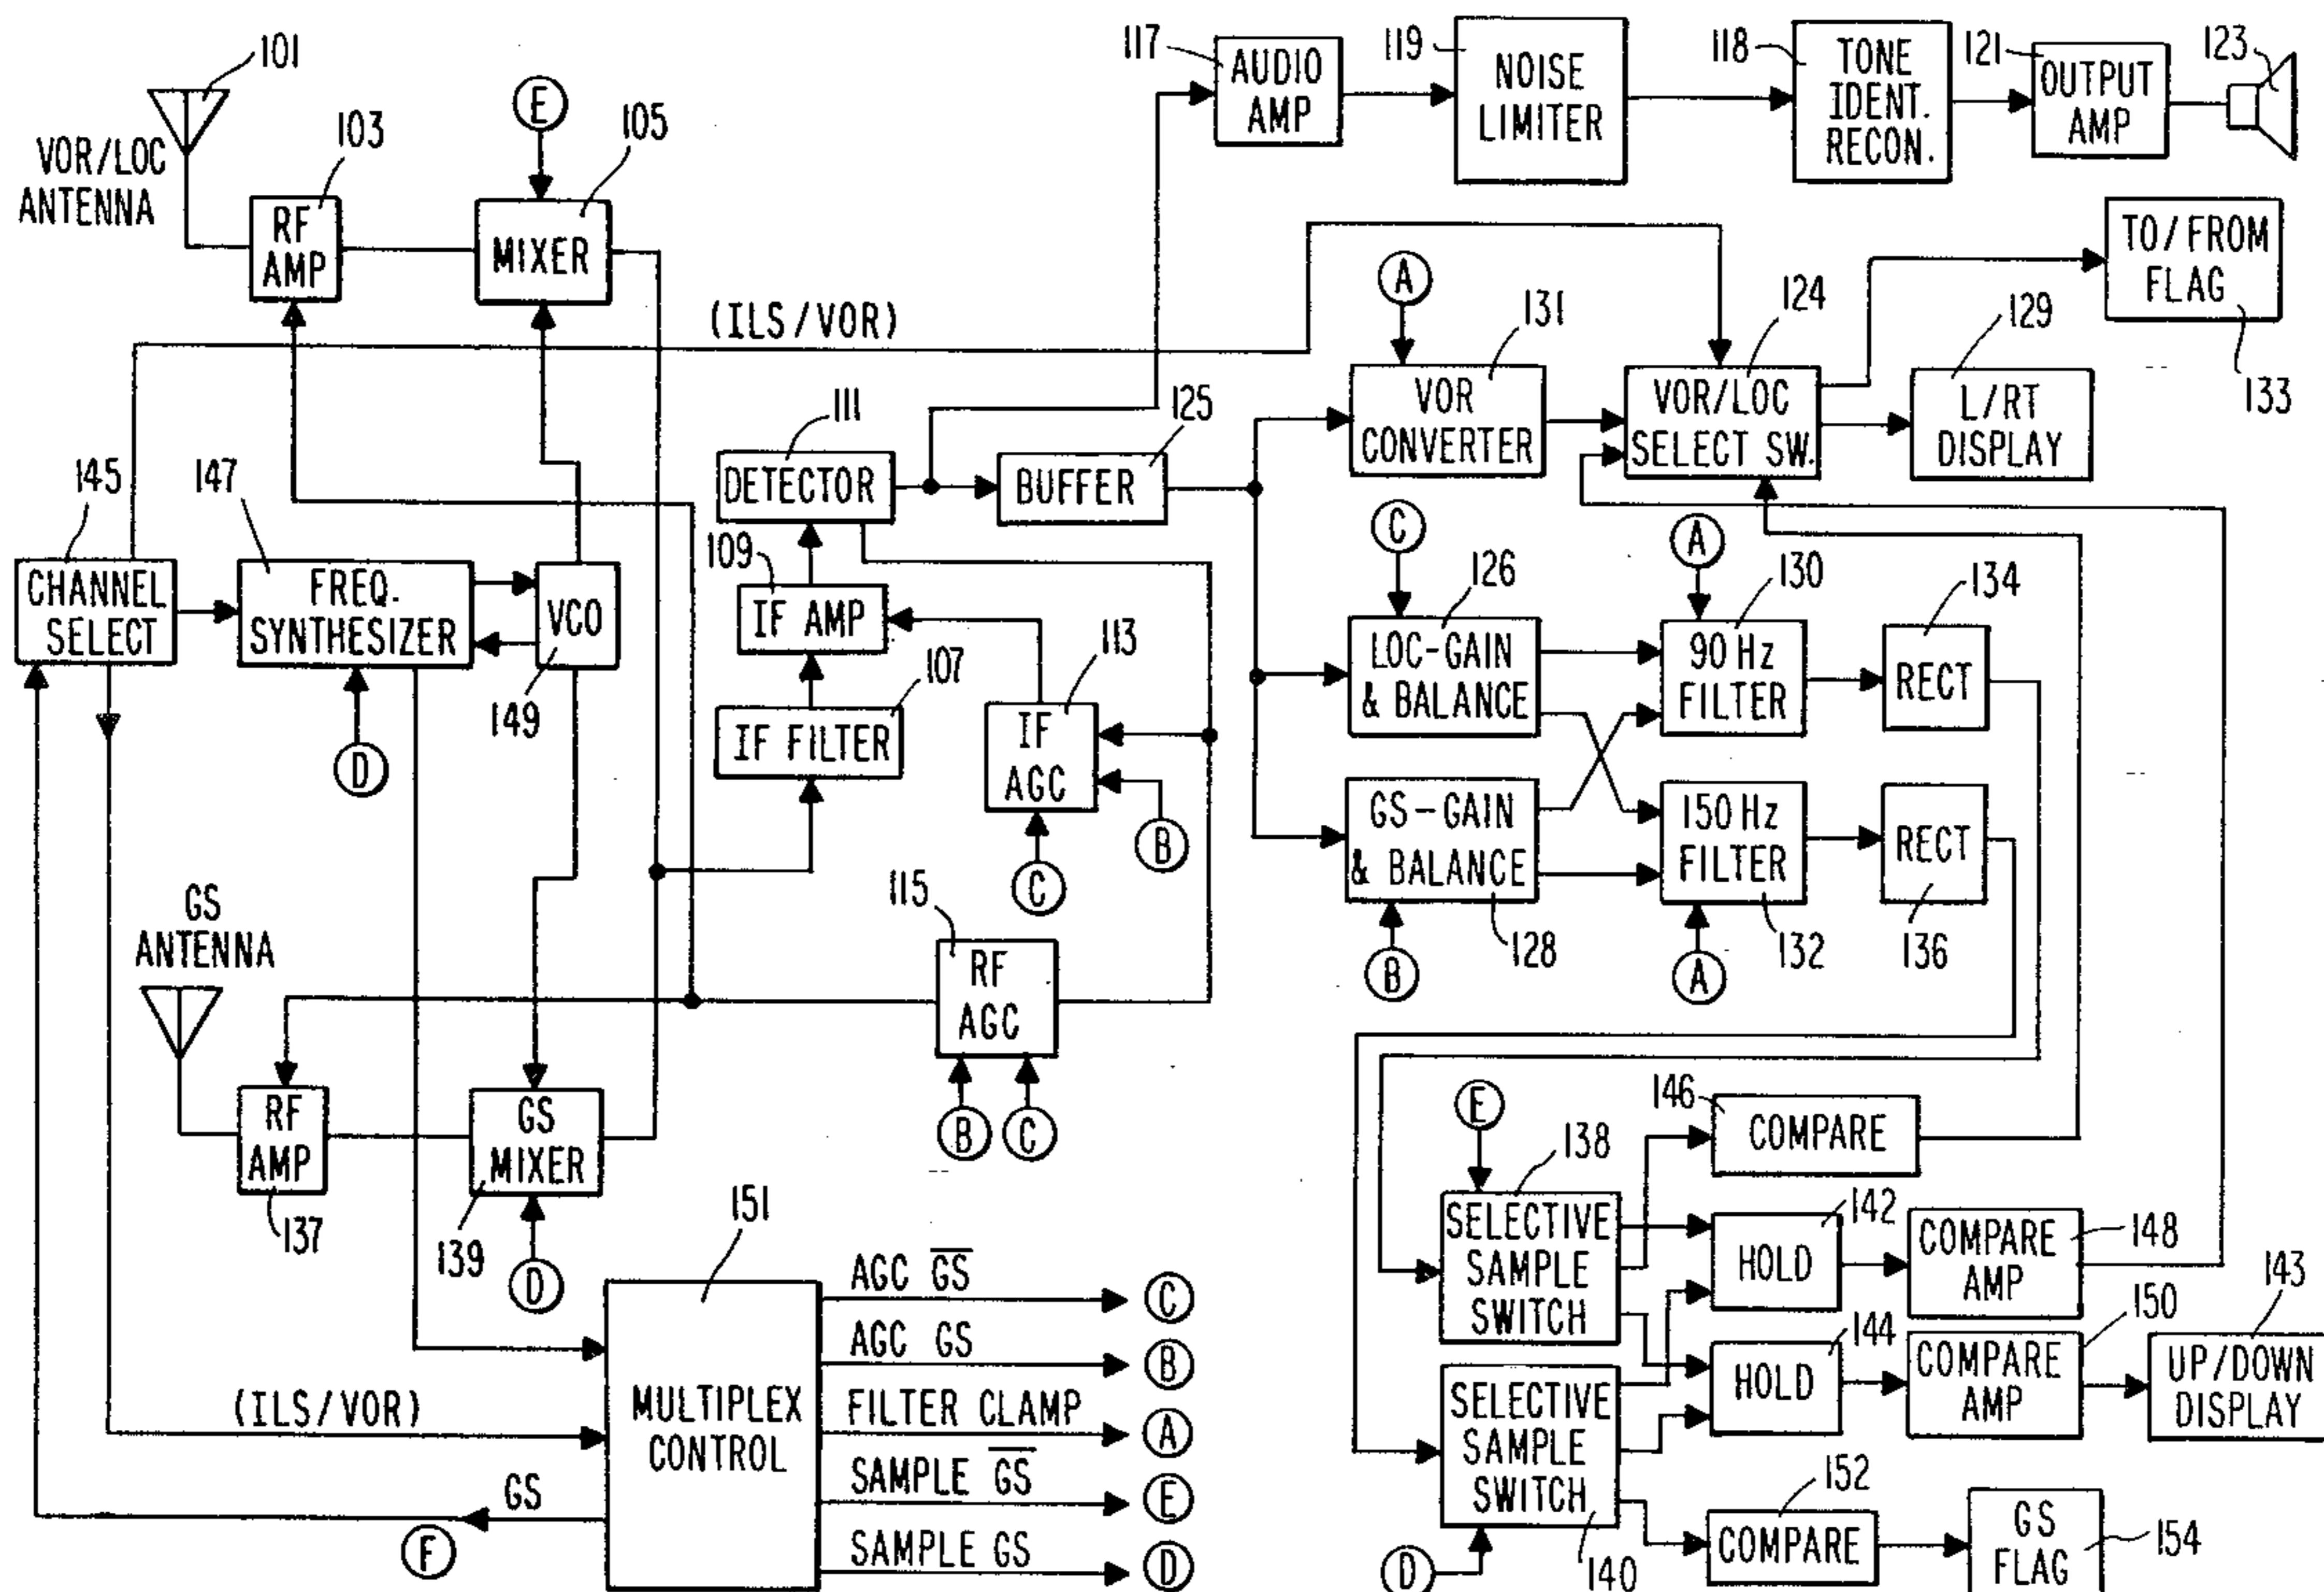 101
VOR/LOC
ANTENNA
103
RF
AMP
E
105
MIXER
117
AUDIO
AMP
119
NOISE
LIMITER
118
TONE
IDENT.
RECON.
121
OUTPUT
AMP
123
TO/FROM
FLAG
133
(ILS/VOR)
A
131
VOR
CONVERTER
124
VOR/LOC
SELECT SW.
129
L/RT
DISPLAY
111
DETECTOR
125
BUFFER
145
CHANNEL
SELECT
147
FREQ.
SYNTHESIZER
VCO
149
D
109
IF AMP
107
IF FILTER
113
IF
AGC
B
C
C
126
LOC-GAIN
& BALANCE
A
130
90 Hz
FILTER
134
RECT
GS-GAIN
& BALANCE
128
B
150 Hz
FILTER
132
A
RECT
136
115
RF
AGC
B
C
GS
ANTENNA
RF
AMP
137
GS
MIXER
139
D
151
MULTIPLEX
CONTROL
(ILS/VOR)
GS
F
AGC G̅S̅
C
AGC GS
B
FILTER CLAMP
A
SAMPLE G̅S̅
E
SAMPLE GS
D
E
138
SELECTIVE
SAMPLE
SWITCH
146
COMPARE
142
HOLD
COMPARE
AMP
148
SELECTIVE
SAMPLE
SWITCH
140
D
144
HOLD
COMPARE
AMP
150
143
UP/DOWN
DISPLAY
152
COMPARE
GS
FLAG
154